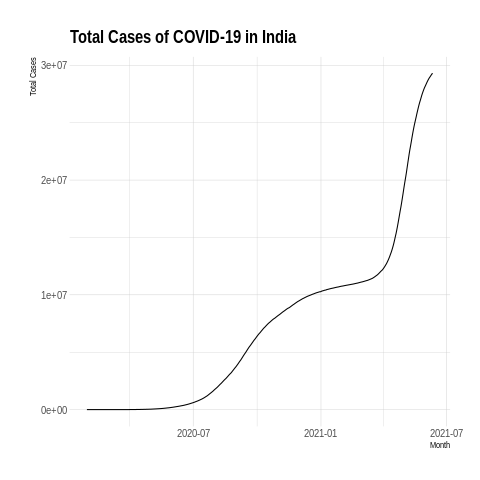 Total Cases of COVID-19 in India
Total Cases
3e+07
2e+07
1e+07
0e+00
2020-07
2021-01
2021-07
Month